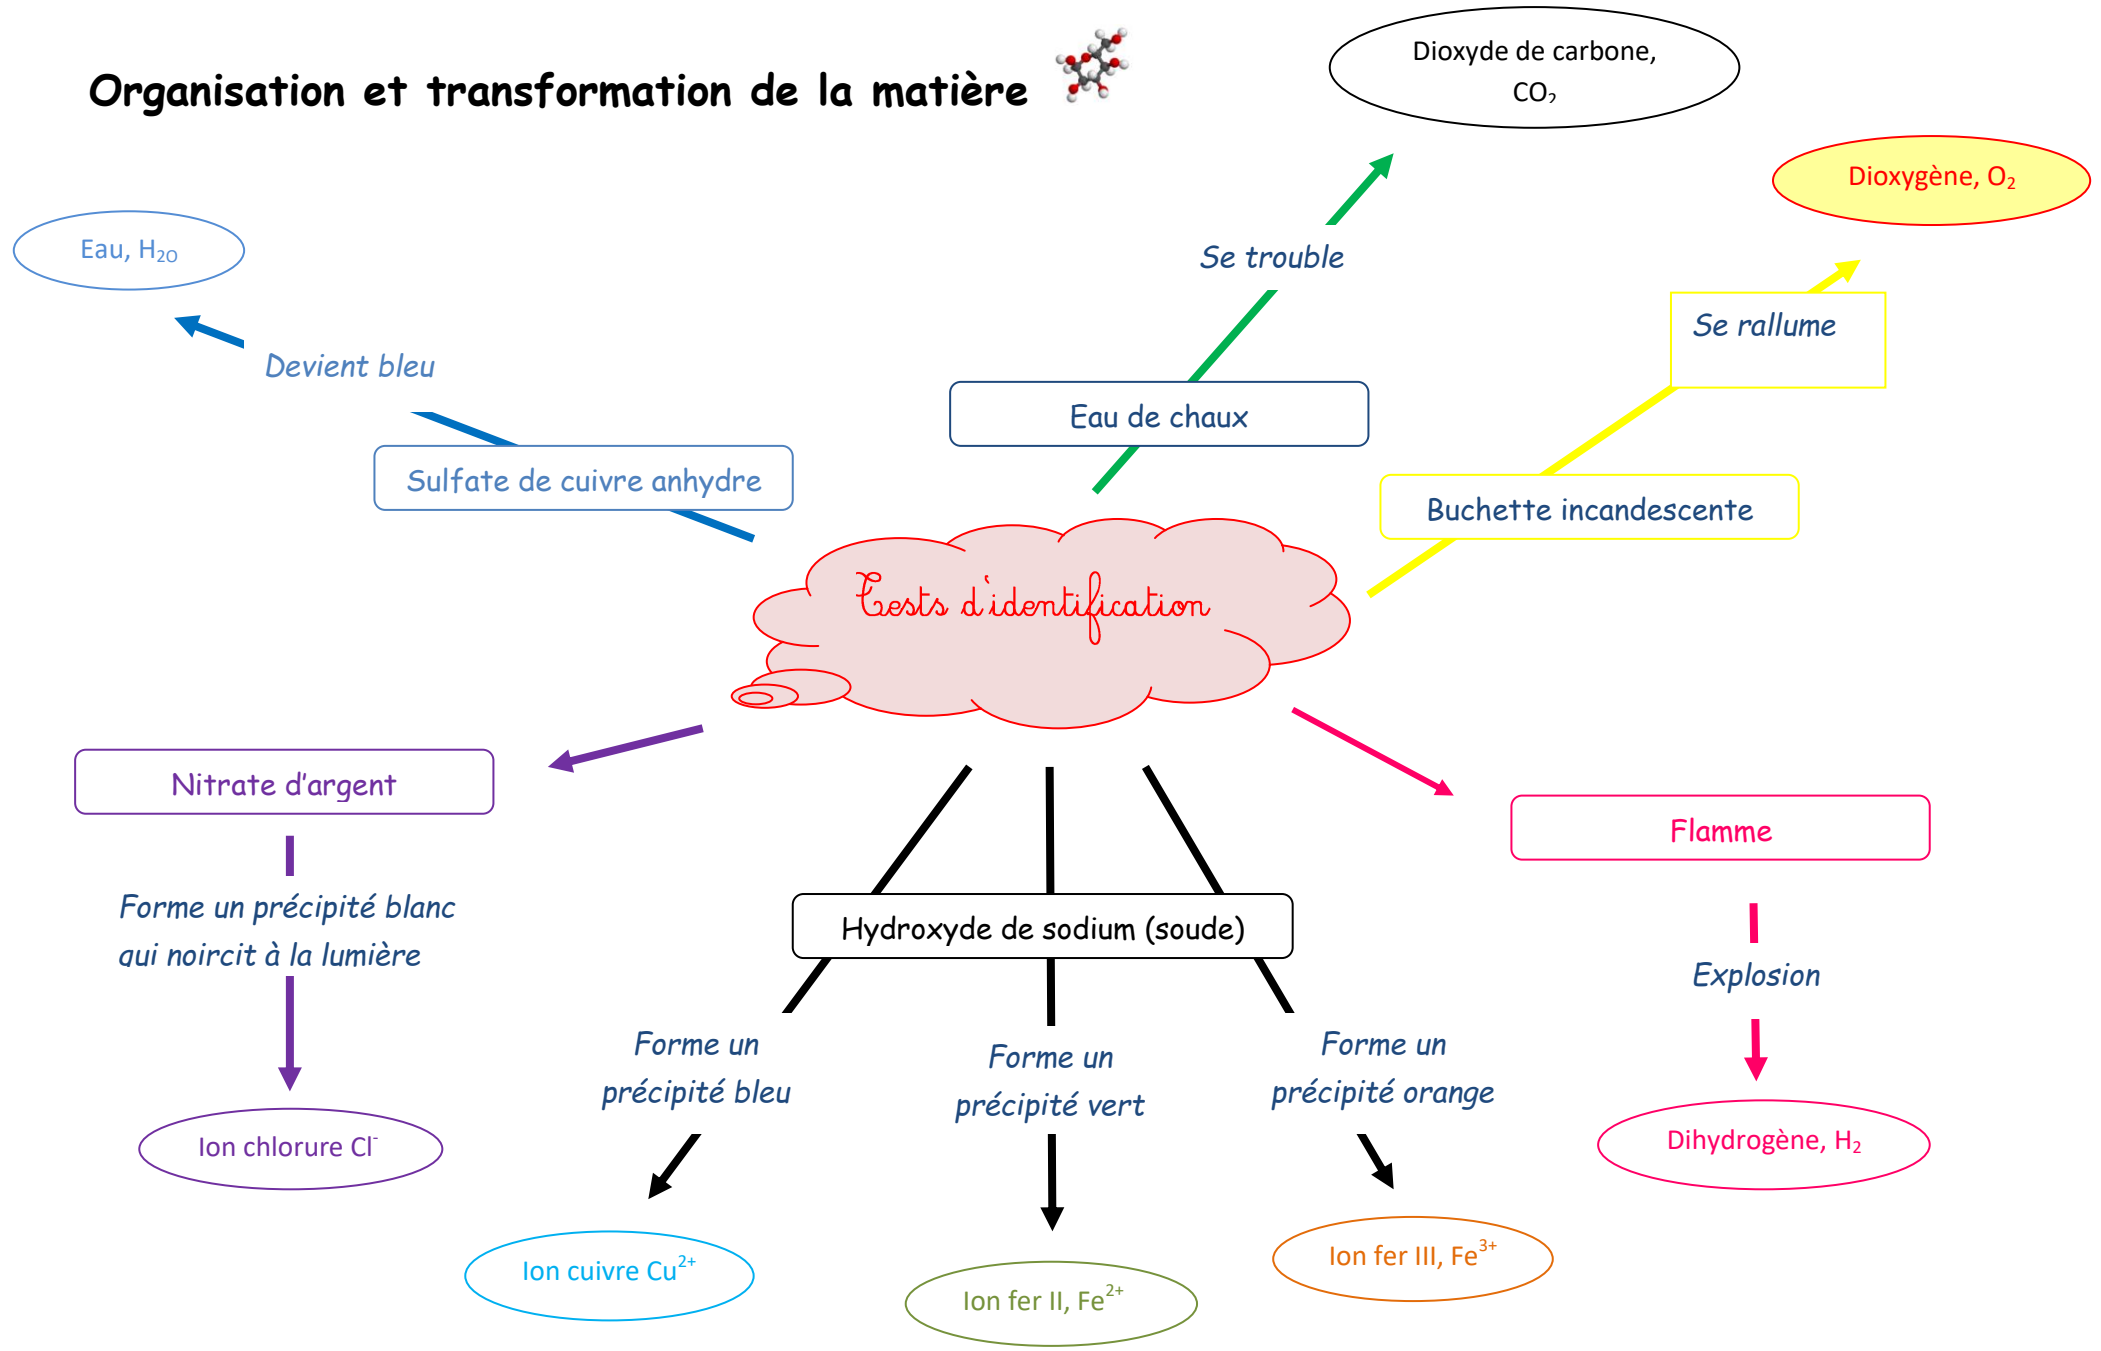 Organisation et transformation de la matière
Dioxyde de carbone,
CO₂
Dioxygène, O₂
Eau, H₂O
Se trouble
Se rallume
Devient bleu
Eau de chaux
Sulfate de cuivre anhydre
Buchette incandescente
Tests d'identification
Nitrate d'argent
Flamme
Forme un précipité blanc
qui noircit à la lumière
Hydroxyde de sodium (soude)
Explosion
Forme un
précipité bleu
Forme un
précipité vert
Forme un
précipité orange
Ion chlorure Cl⁻
Dihydrogène, H₂
Ion cuivre Cu²⁺
Ion fer II, Fe²⁺
Ion fer III, Fe³⁺